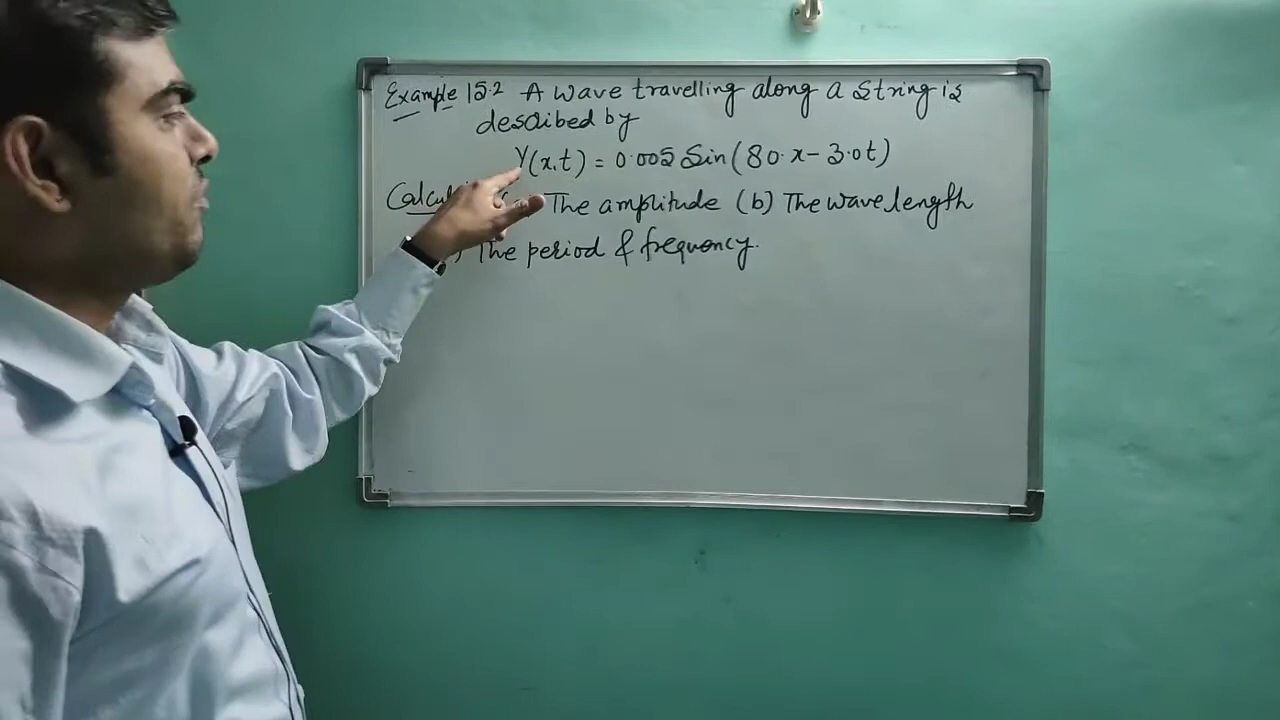 Example 15.2 A wave travelling along a string is
described by
Y(x,t) = 0.005 Sin(80.x - 3.0t)
The amplitude (b) The wavelength
The period & frequency.